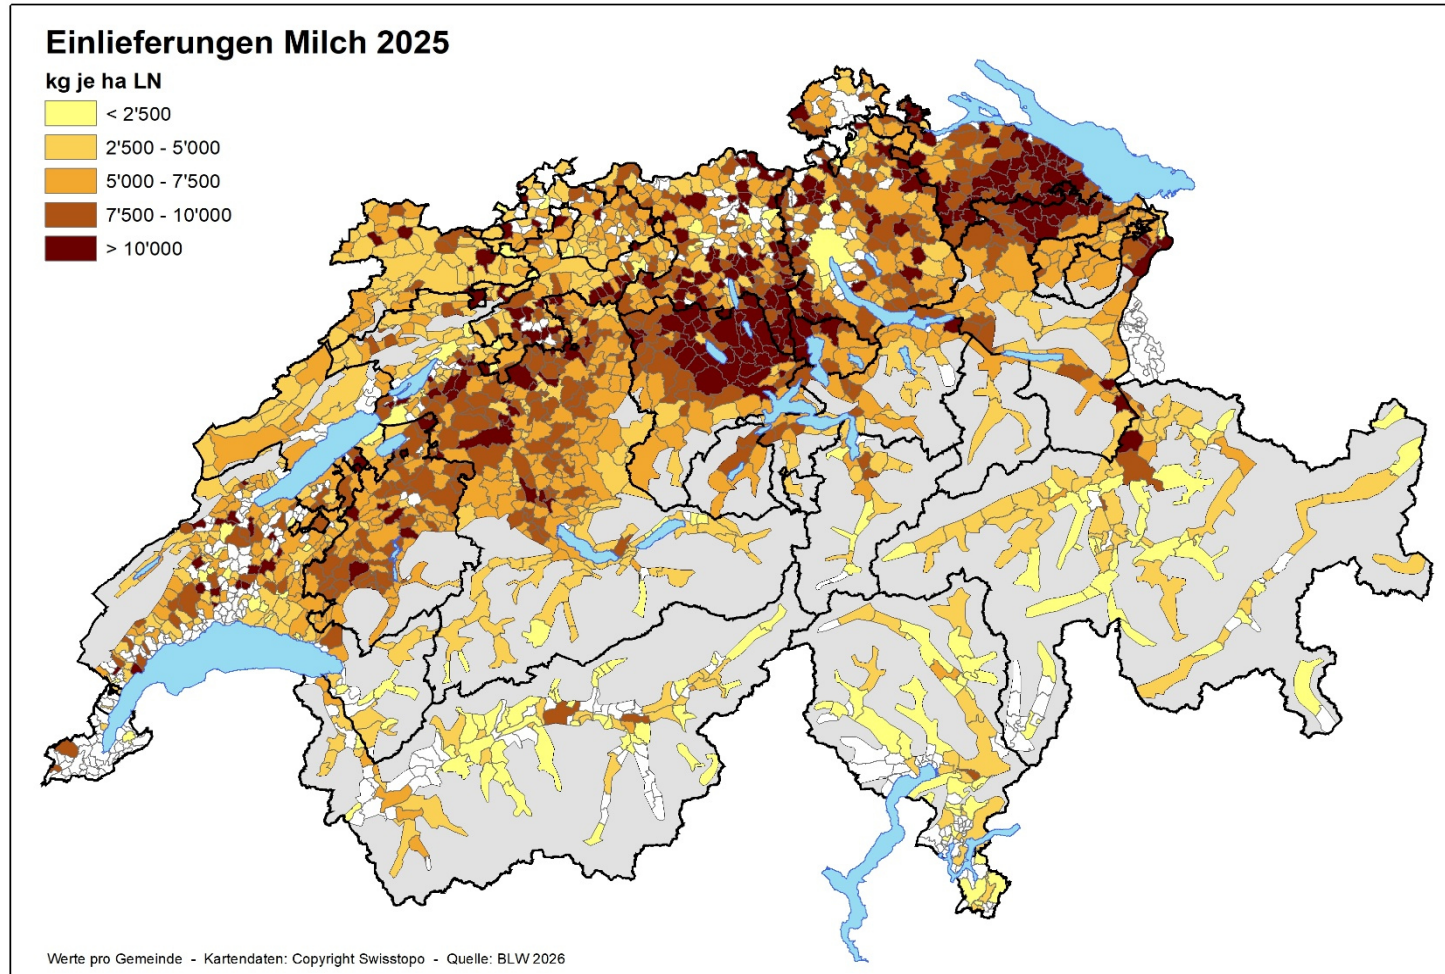 Einlieferungen Milch 2025
kg je ha LN
< 2'500
2'500 - 5'000
5'000 - 7'500
7'500 - 10'000
> 10'000
Werte pro Gemeinde - Kartendaten: Copyright Swisstopo - Quelle: BLW 2026